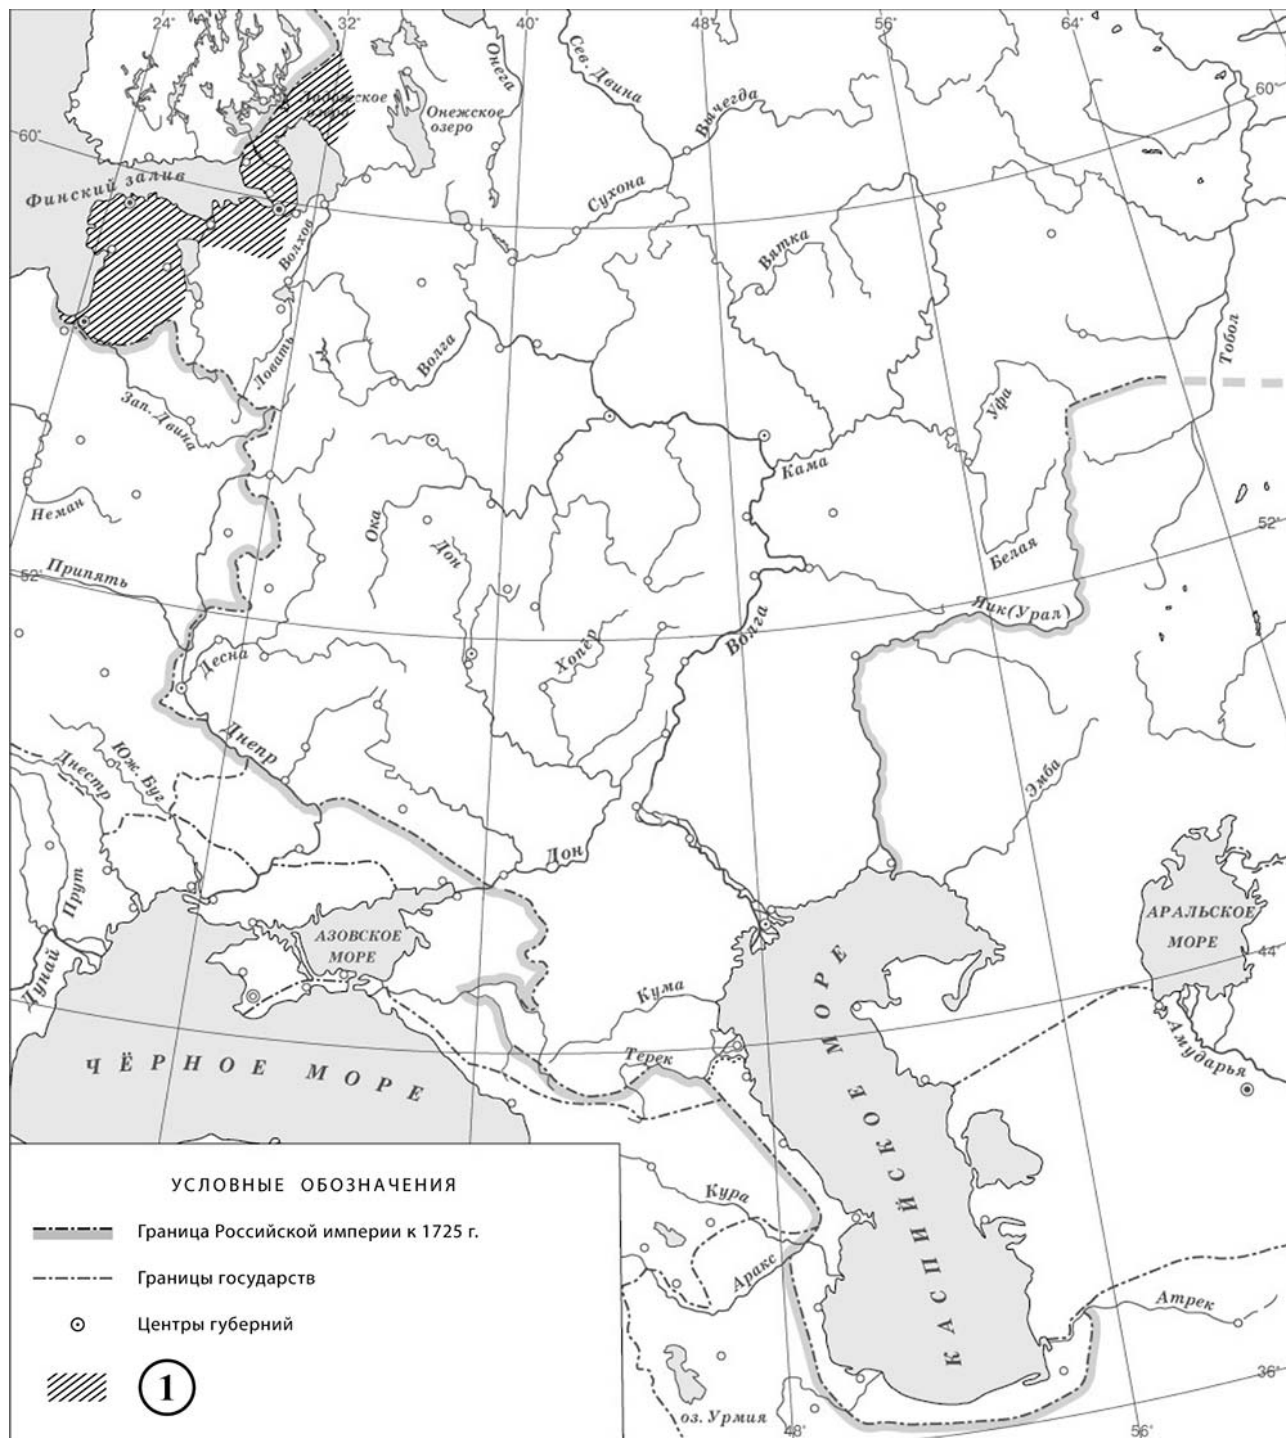 24°
32°
40°
48°
56°
64°
60°
60°
Онега
Сев. Двина
Вычегда
Ладожское
озеро
Онежское
озеро
Финский залив
Сухона
Волхов
Вятка
Ловать
Волга
Тобол
Зап. Двина
Уфа
Кама
Неман
Ока
Дон
52°
Белая
Припять
52°
Яик (Урал)
Волга
Десна
Хопёр
Днепр
Днестр
Юж. Буг
Эмба
Дон
Прут
АЗОВСКОЕ
МОРЕ
АРАЛЬСКОЕ
МОРЕ
44°
Дунай
Кума
ЧЁРНОЕ МОРЕ
Терек
Амударья
КАСПИЙСКОЕ МОРЕ
УСЛОВНЫЕ ОБОЗНАЧЕНИЯ
Граница Российской империи к 1725 г.
Границы государств
Центры губерний
1
Кура
Аракс
Атрек
оз. Урмия
36°
48°
56°